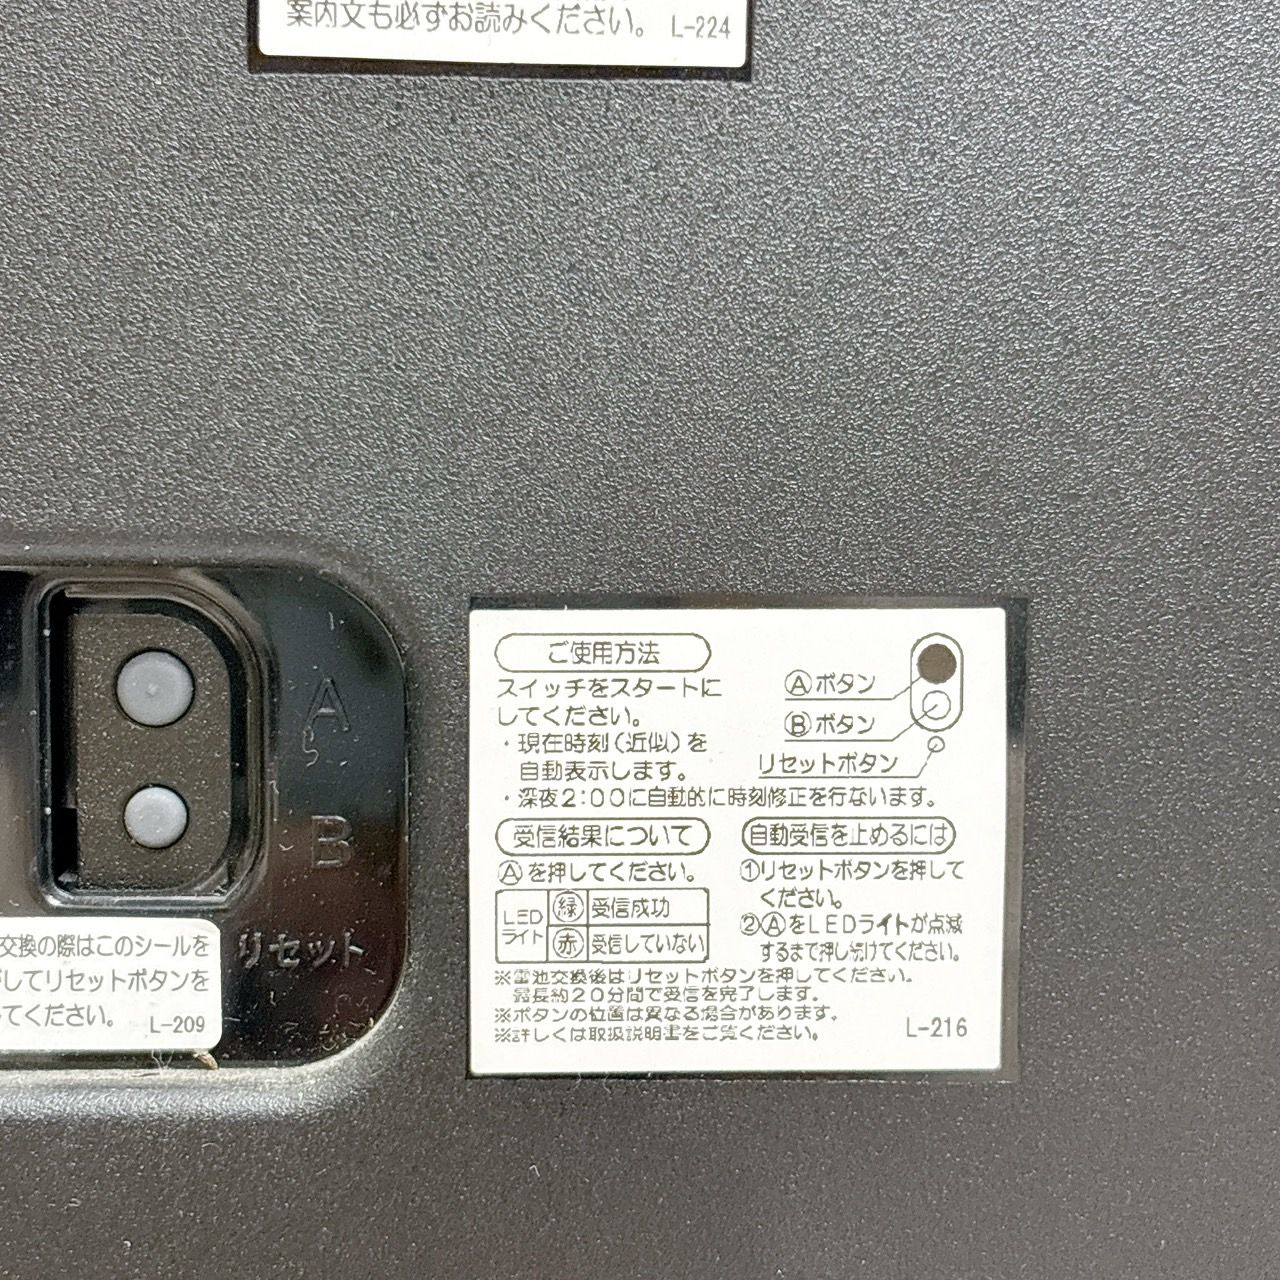 案内文も必ずお読みください。 L-224
ご使用方法
スイッチをスタートに
してください。
・現在時刻(近似)を
自動表示します。
・深夜2:00に自動的に時刻修正を行ないます。
Ⓐボタン
Ⓑボタン
リセットボタン
受信結果について
Ⓐを押してください。
LED
ライト
緑 受信成功
赤 受信していない
自動受信を止めるには
①リセットボタンを押して
ください。
②ⒶをLEDライトが点滅
するまで押し続けてください。
※電池交換後はリセットボタンを押してください。
最長約20分間で受信を完了します。
※ボタンの位置は異なる場合があります。
※詳しくは取扱説明書をご覧ください。
L-216
A
B
リセット
交換の際はこのシールを
してリセットボタンを
てください。 L-209